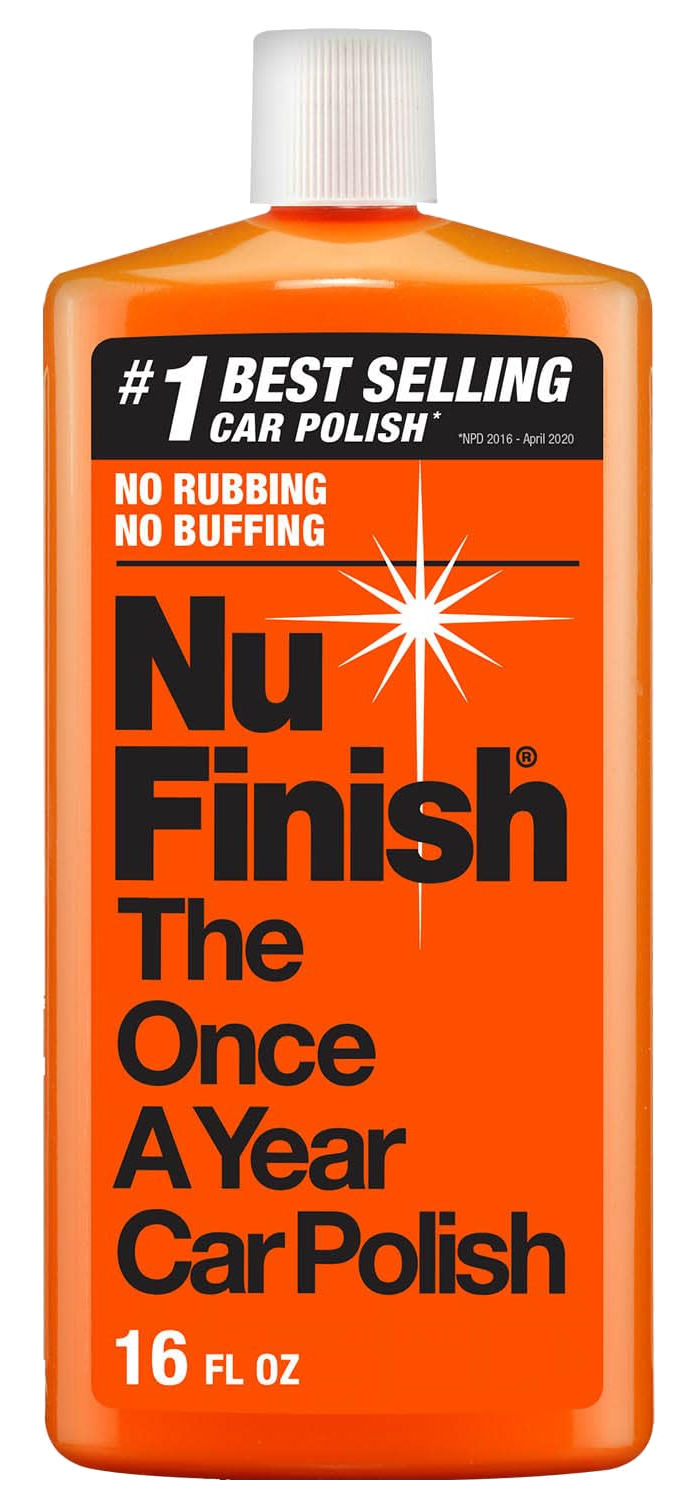 #1 BEST SELLING
CAR POLISH*
*NPD 2016 - April 2020
NO RUBBING
NO BUFFING
Nu
Finish®
The
Once
A Year
Car Polish
16 FL OZ